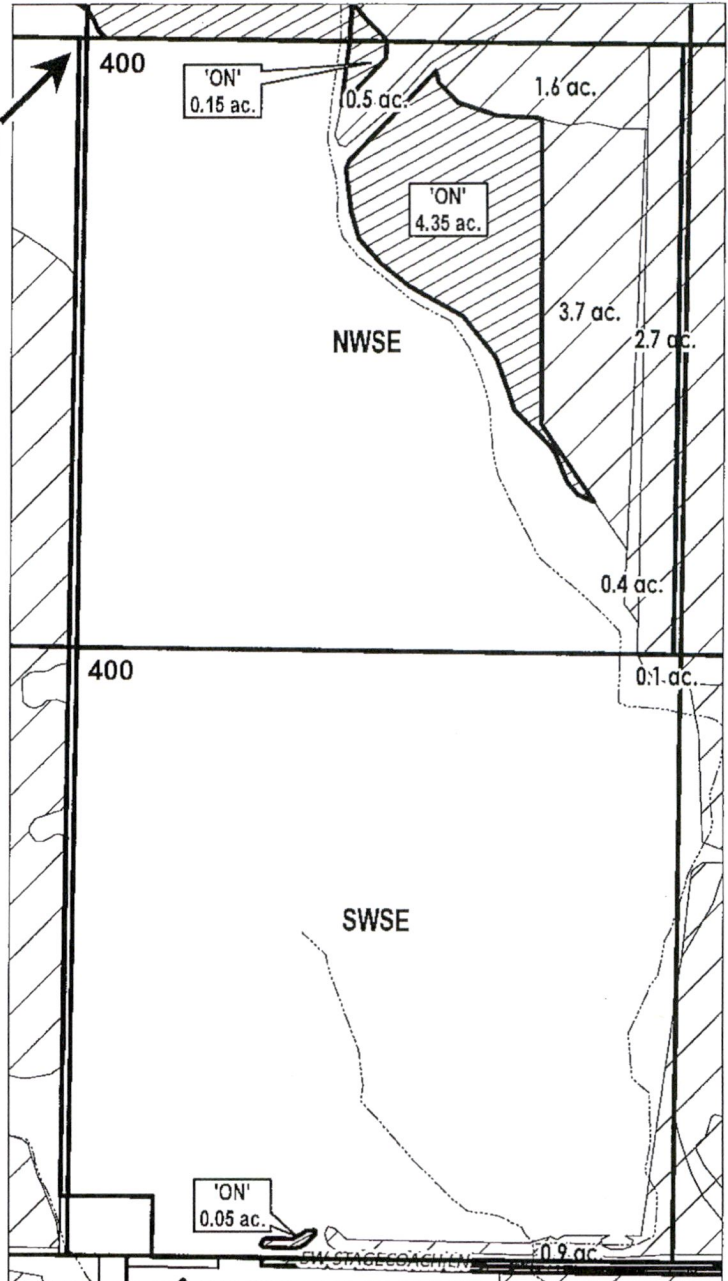 400
'ON'
0.15 ac.
0.5 ac.
1.6 ac.
'ON'
4.35 ac.
3.7 ac.
2.7 ac.
NWSE
0.4 ac.
400
0.1 ac.
SWSE
'ON'
0.05 ac.
SW STAGECOACH LN
0.9 ac.